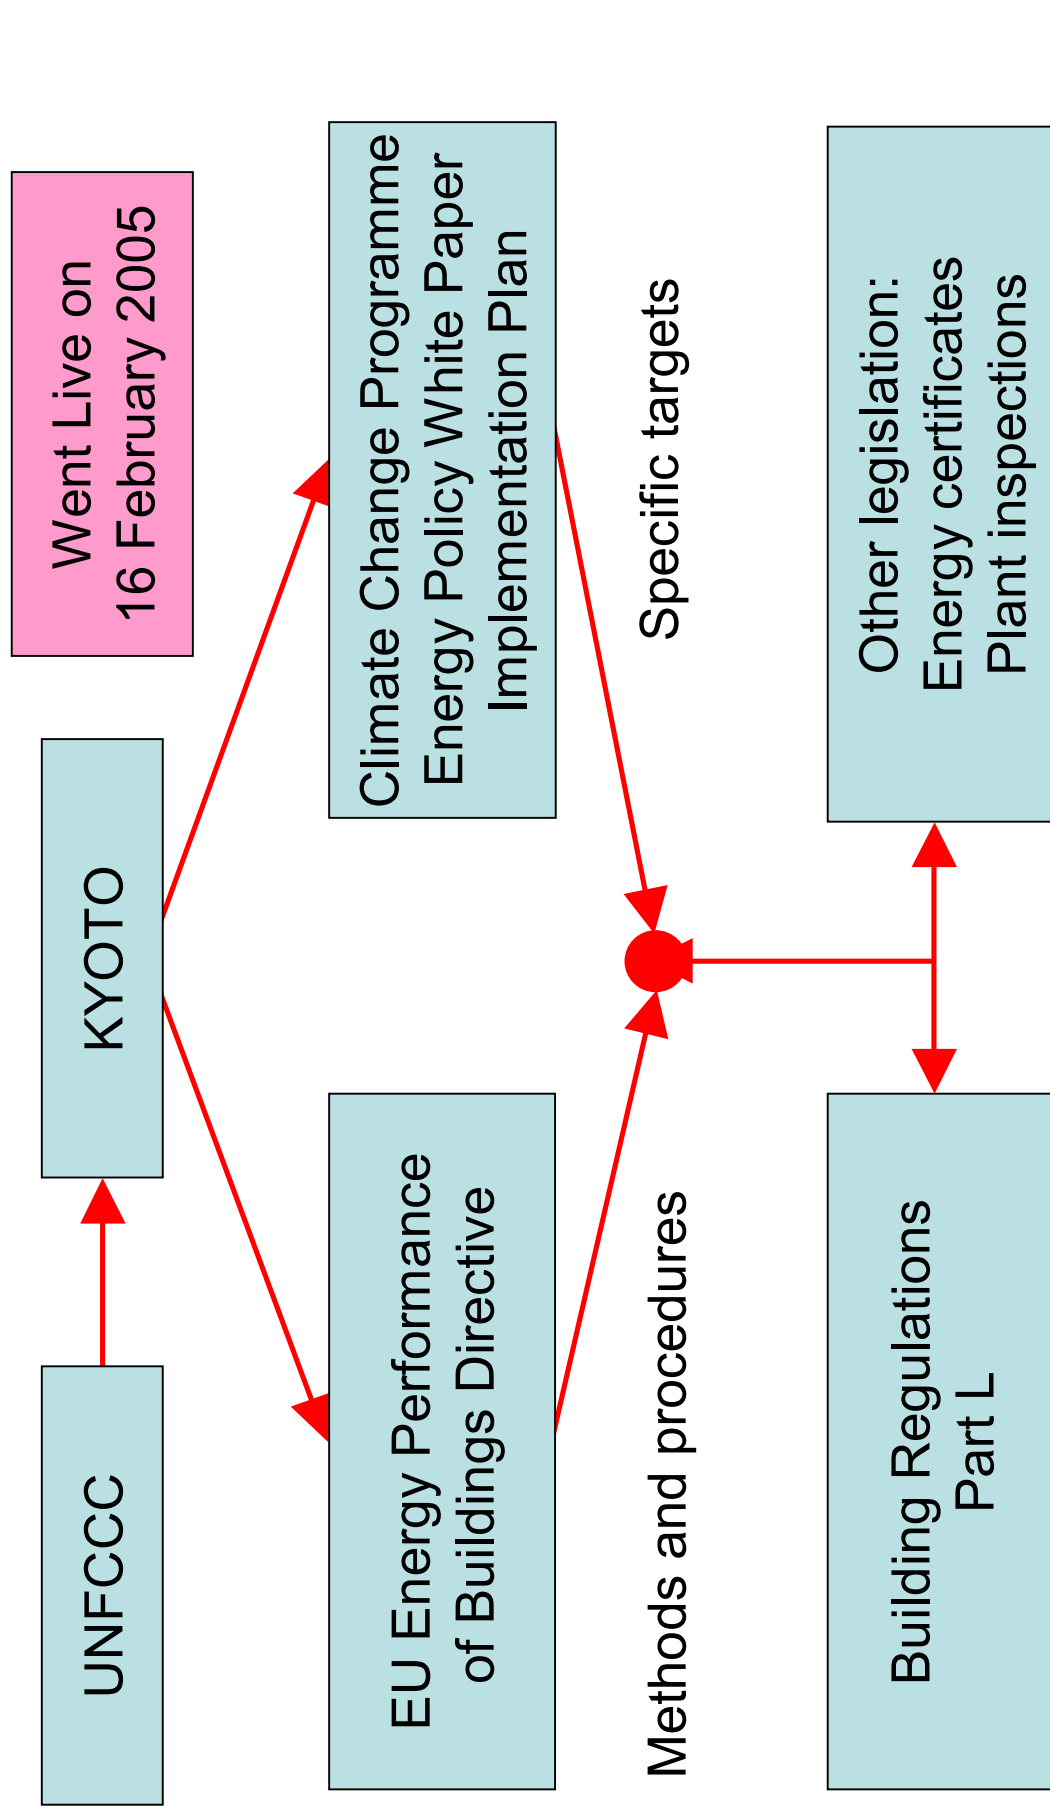 UNFCCC
KYOTO
Went Live on
16 February 2005
EU Energy Performance
of Buildings Directive
Climate Change Programme
Energy Policy White Paper
Implementation Plan
Methods and procedures
Specific targets
Building Regulations
Part L
Other legislation:
Energy certificates
Plant inspections